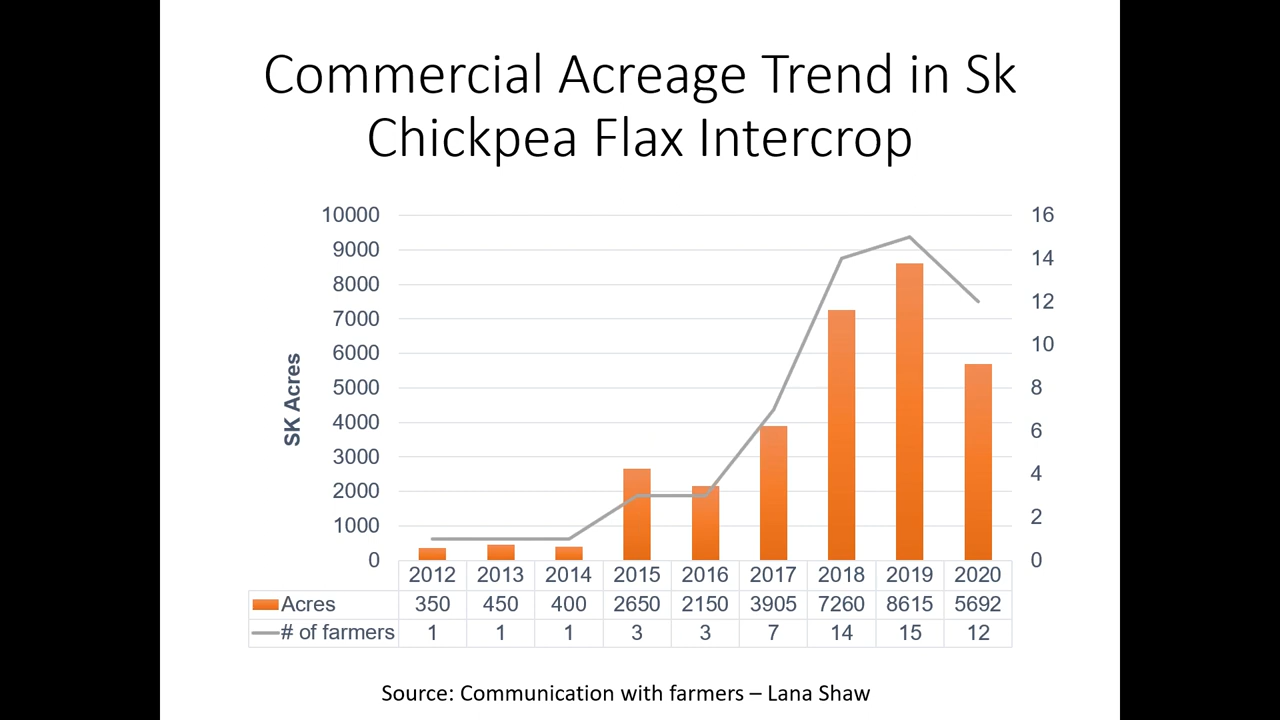 Commercial Acreage Trend in Sk
Chickpea Flax Intercrop
SK Acres
10000
9000
8000
7000
6000
5000
4000
3000
2000
1000
0
16
14
12
10
8
6
4
2
0
2012 2013 2014 2015 2016 2017 2018 2019 2020
Acres 350 450 400 2650 2150 3905 7260 8615 5692
# of farmers 1 1 1 3 3 7 14 15 12
Source: Communication with farmers – Lana Shaw